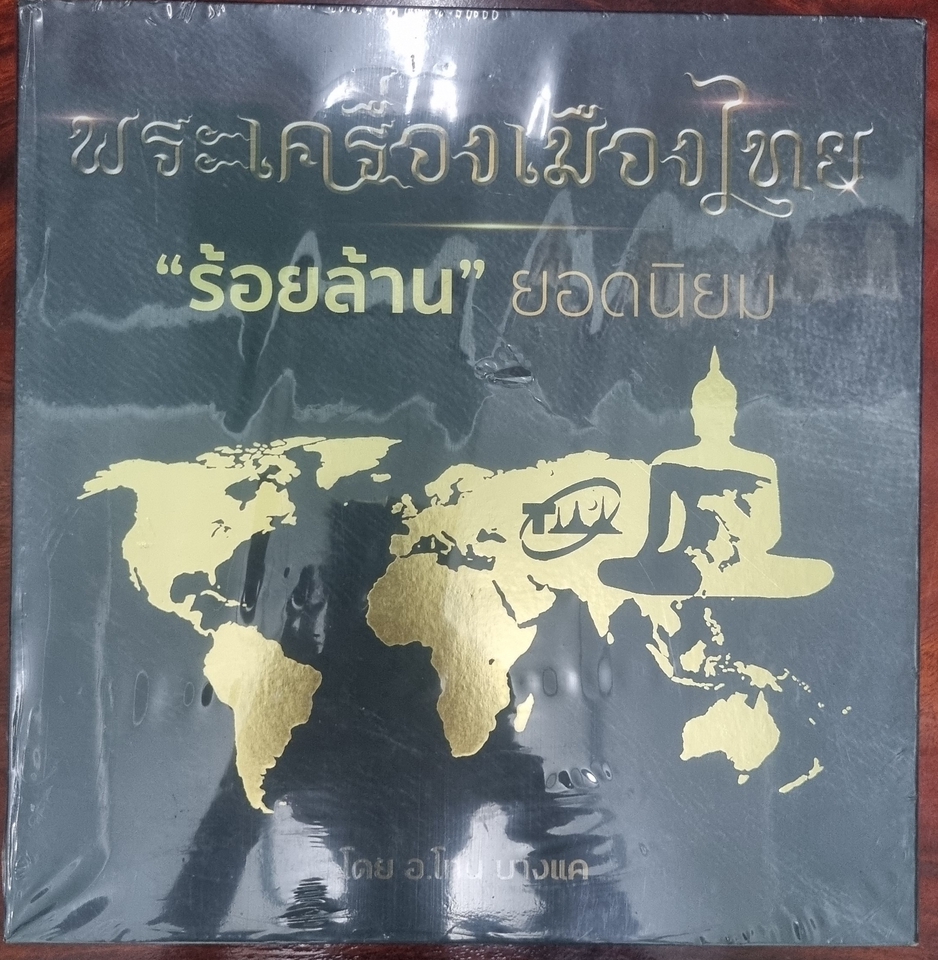 พระเครื่องเมืองไทย
“ร้อยล้าน” ยอดนิยม
โดย อ.โทน บางแค